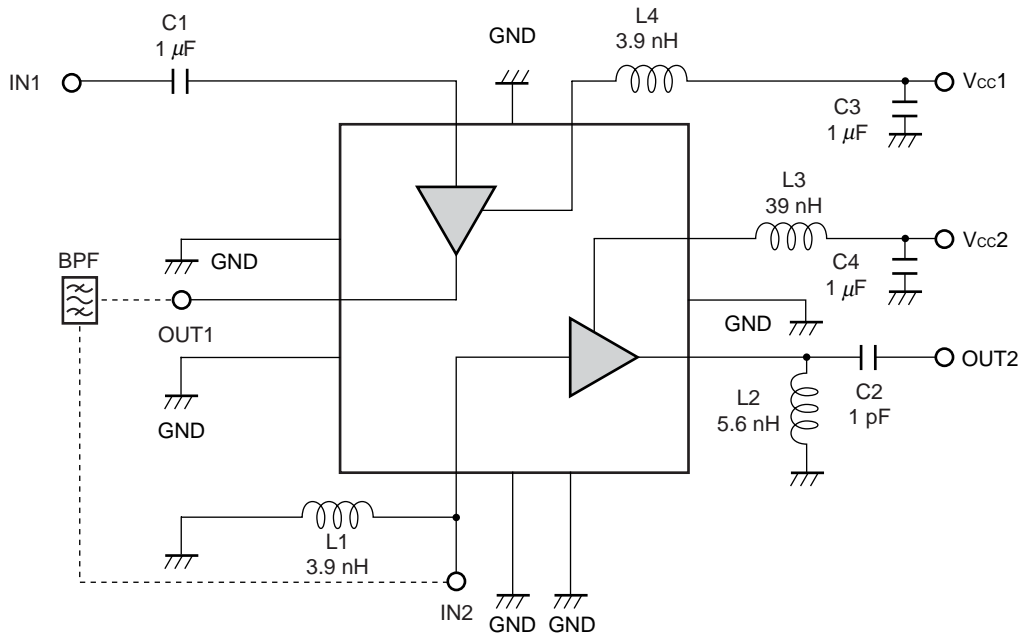 C1
1 μF
IN1
GND
L4
3.9 nH
Vcc1
C3
1 μF
L3
39 nH
Vcc2
C4
1 μF
GND
BPF
OUT1
GND
GND
OUT2
L2
5.6 nH
C2
1 pF
L1
3.9 nH
IN2
GND
GND